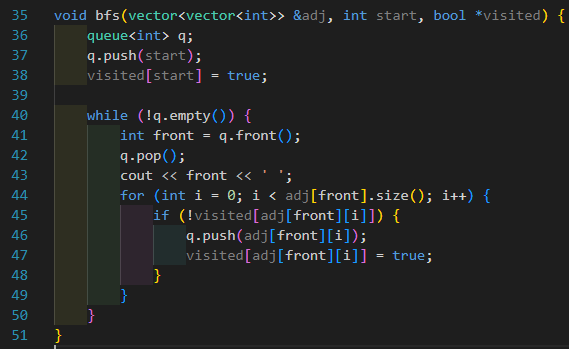 35 void bfs(vector<vector<int>> &adj, int start, bool *visited) {
36     queue<int> q;
37     q.push(start);
38     visited[start] = true;
39
40     while (!q.empty()) {
41         int front = q.front();
42         q.pop();
43         cout << front << ' ';
44         for (int i = 0; i < adj[front].size(); i++) {
45             if (!visited[adj[front][i]]) {
46                 q.push(adj[front][i]);
47                 visited[adj[front][i]] = true;
48             }
49         }
50     }
51 }